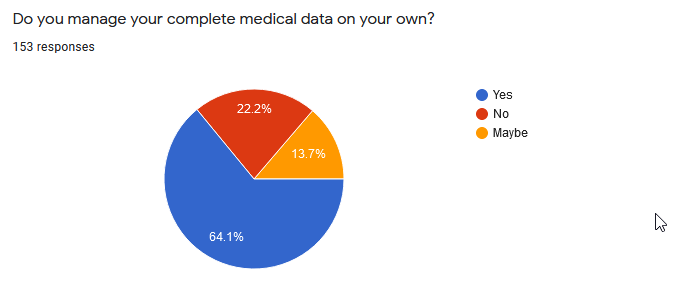 Do you manage your complete medical data on your own?
153 responses
Yes
No
Maybe
22.2%
13.7%
64.1%